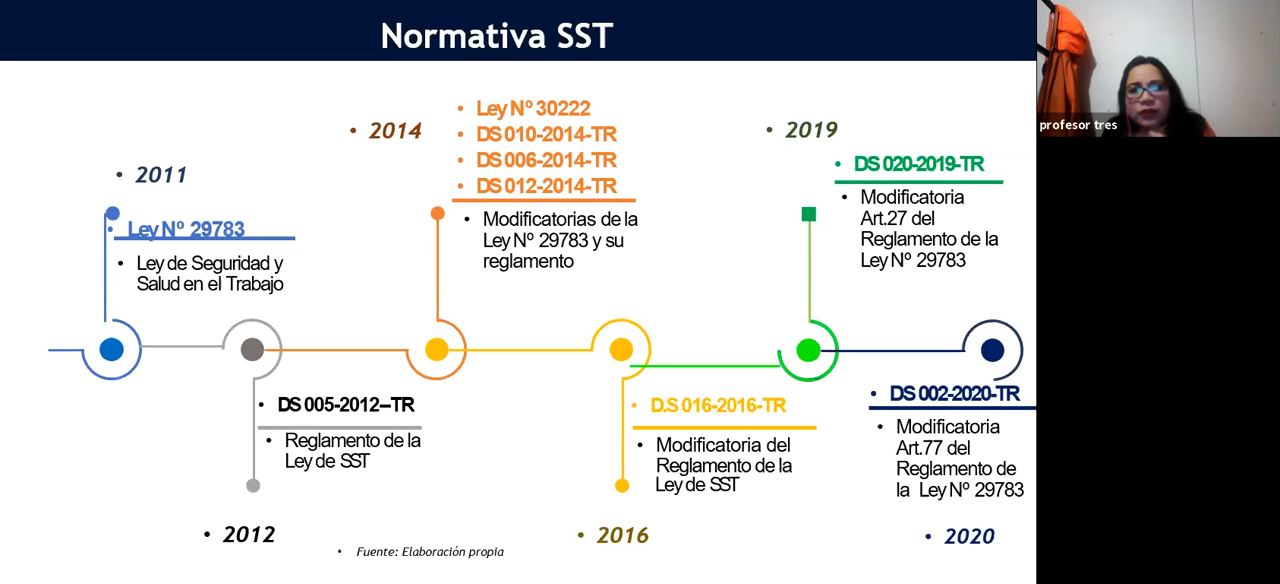 Normativa SST
profesor tres
• 2011
• Ley Nº 29783
• Ley de Seguridad y
Salud en el Trabajo
• DS 005-2012–TR
• Reglamento de la
Ley de SST
• 2012
• 2014
• Ley Nº 30222
• DS 010-2014-TR
• DS 006-2014-TR
• DS 012-2014-TR
• Modificatorias de la
Ley Nº 29783 y su
reglamento
• D.S 016-2016-TR
• Modificatoria del
Reglamento de la
Ley de SST
• 2016
• 2019
• DS 020-2019-TR
• Modificatoria
Art.27 del
Reglamento de la
Ley Nº 29783
• DS 002-2020-TR
• Modificatoria
Art.77 del
Reglamento de
la Ley Nº 29783
• 2020
• Fuente: Elaboración propia